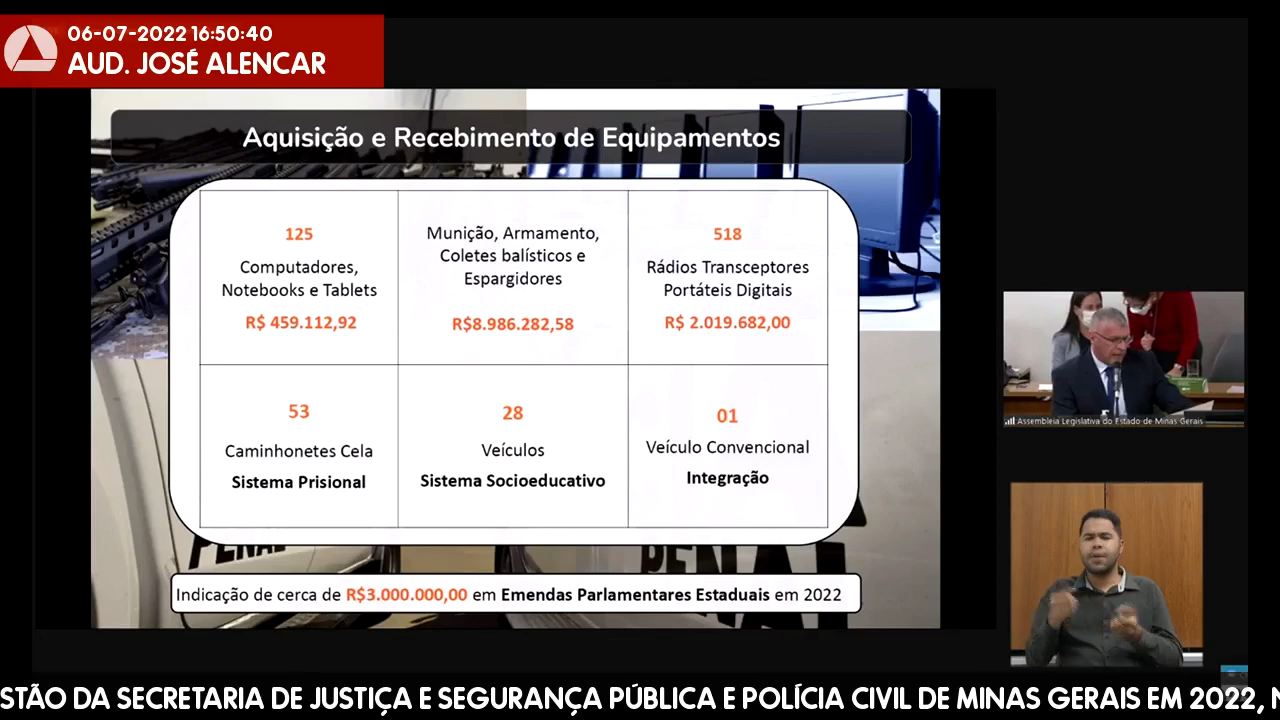 06-07-2022 16:50:40
AUD. JOSÉ ALENCAR
Aquisição e Recebimento de Equipamentos
125
Computadores,
Notebooks e Tablets
R$ 459.112,92
Munição, Armamento,
Coletes balísticos e
Espargidores
R$8.986.282,58
518
Rádios Transceptores
Portáteis Digitais
R$ 2.019.682,00
53
Caminhonetes Cela
Sistema Prisional
28
Veículos
Sistema Socioeducativo
01
Veículo Convencional
Integração
PENAL
PENAL
Indicação de cerca de R$3.000.000,00 em Emendas Parlamentares Estaduais em 2022
Assembleia Legislativa do Estado de Minas Gerais
STÃO DA SECRETARIA DE JUSTIÇA E SEGURANÇA PÚBLICA E POLÍCIA CIVIL DE MINAS GERAIS EM 2022,